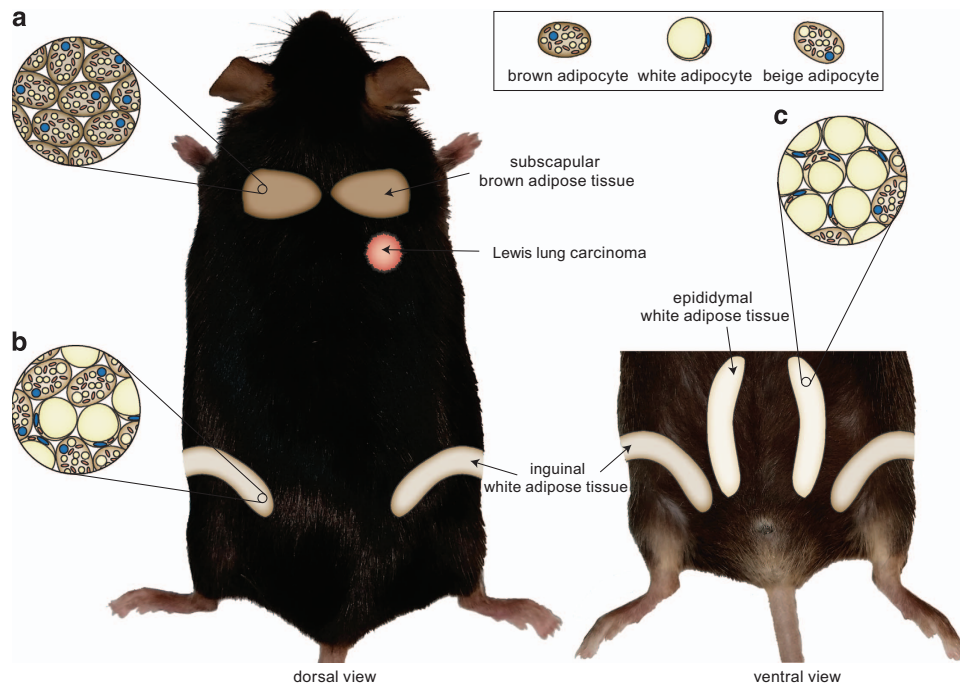 a
brown adipocyte
white adipocyte
beige adipocyte
c
subscapular
brown adipose tissue
Lewis lung carcinoma
epididymal
white adipose tissue
b
inguinal
white adipose tissue
dorsal view
ventral view